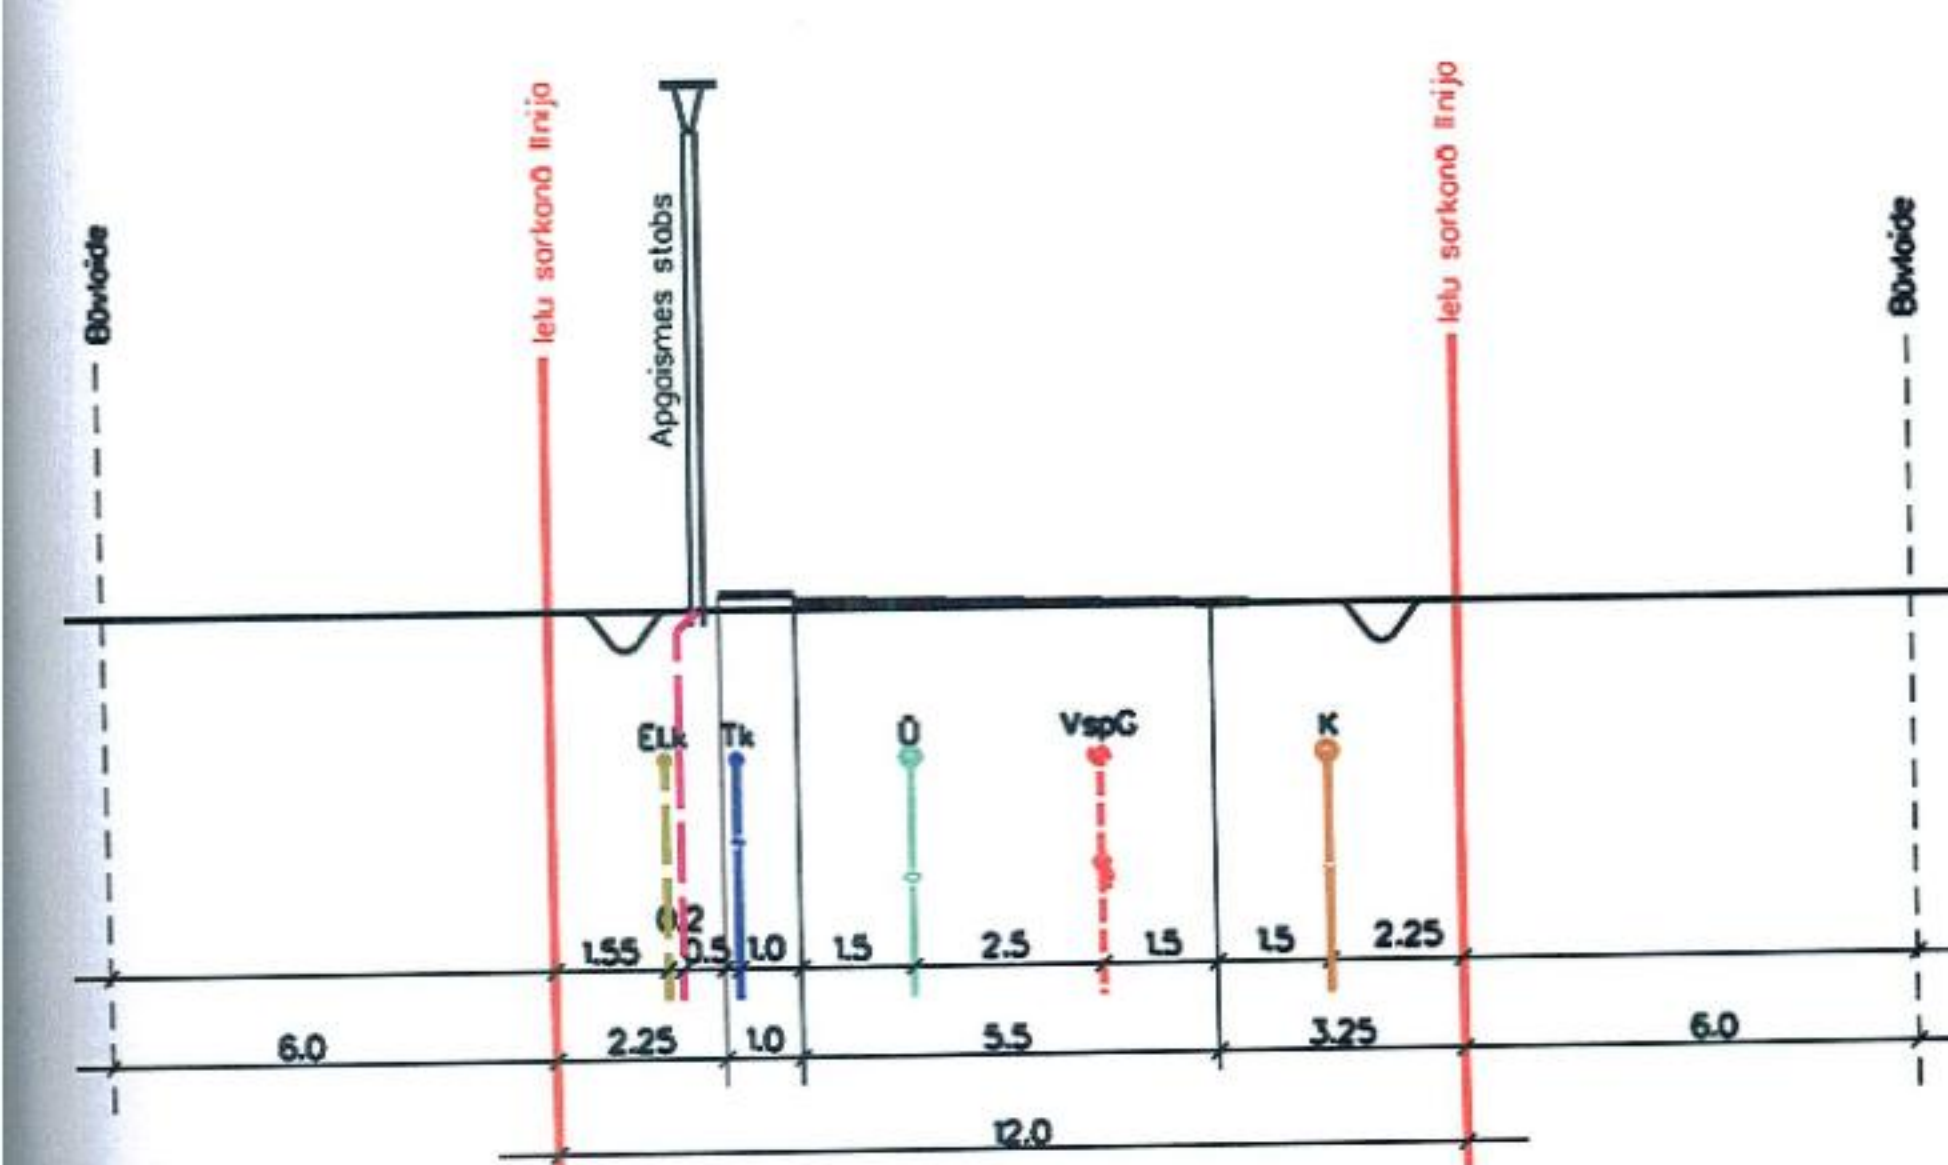 Būvlaide
Ielu sarkanā līnija
Apgaismes stabs
Ielu sarkanā līnija
Būvlaide
ELk
Tk
Ū
VspG
K
0.2
1.55
0.5
1.0
1.5
2.5
1.5
1.5
2.25
6.0
2.25
1.0
5.5
3.25
6.0
12.0